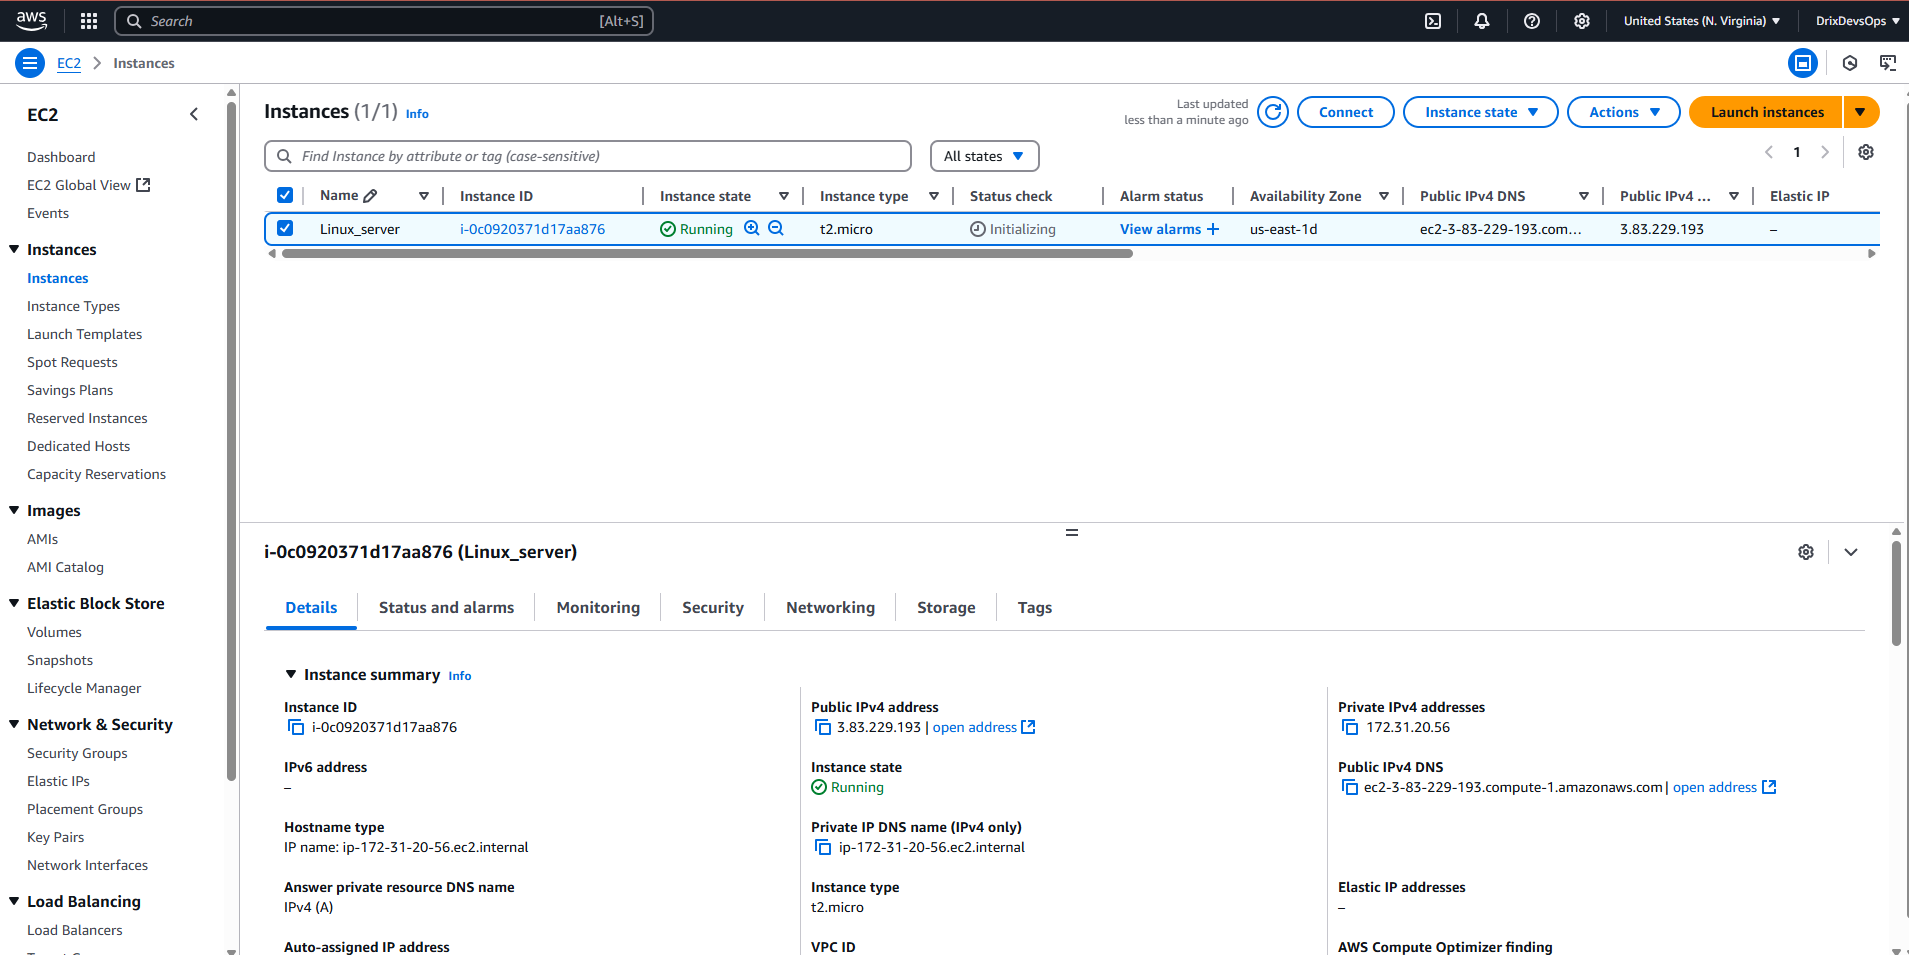 aws
Search [Alt+S]
United States (N. Virginia)
DrixDevsOps
EC2 Instances
EC2
Dashboard
EC2 Global View
Events
Instances
Instances
Instance Types
Launch Templates
Spot Requests
Savings Plans
Reserved Instances
Dedicated Hosts
Capacity Reservations
Images
AMIs
AMI Catalog
Elastic Block Store
Volumes
Snapshots
Lifecycle Manager
Network & Security
Security Groups
Elastic IPs
Placement Groups
Key Pairs
Network Interfaces
Load Balancing
Load Balancers
Instances (1/1) Info
Last updated
less than a minute ago
Connect
Instance state
Actions
Launch instances
Find Instance by attribute or tag (case-sensitive)
All states
1
Name Instance ID Instance state Instance type Status check Alarm status Availability Zone Public IPv4 DNS Public IPv4 ... Elastic IP
Linux_server i-0c0920371d17aa876 Running t2.micro Initializing View alarms + us-east-1d ec2-3-83-229-193.com... 3.83.229.193 –
i-0c0920371d17aa876 (Linux_server)
Details Status and alarms Monitoring Security Networking Storage Tags
Instance summary Info
Instance ID
i-0c0920371d17aa876
Public IPv4 address
3.83.229.193 | open address
Private IPv4 addresses
172.31.20.56
IPv6 address
–
Instance state
Running
Public IPv4 DNS
ec2-3-83-229-193.compute-1.amazonaws.com | open address
Hostname type
IP name: ip-172-31-20-56.ec2.internal
Private IP DNS name (IPv4 only)
ip-172-31-20-56.ec2.internal
Answer private resource DNS name
IPv4 (A)
Instance type
t2.micro
Elastic IP addresses
–
Auto-assigned IP address
VPC ID
AWS Compute Optimizer finding